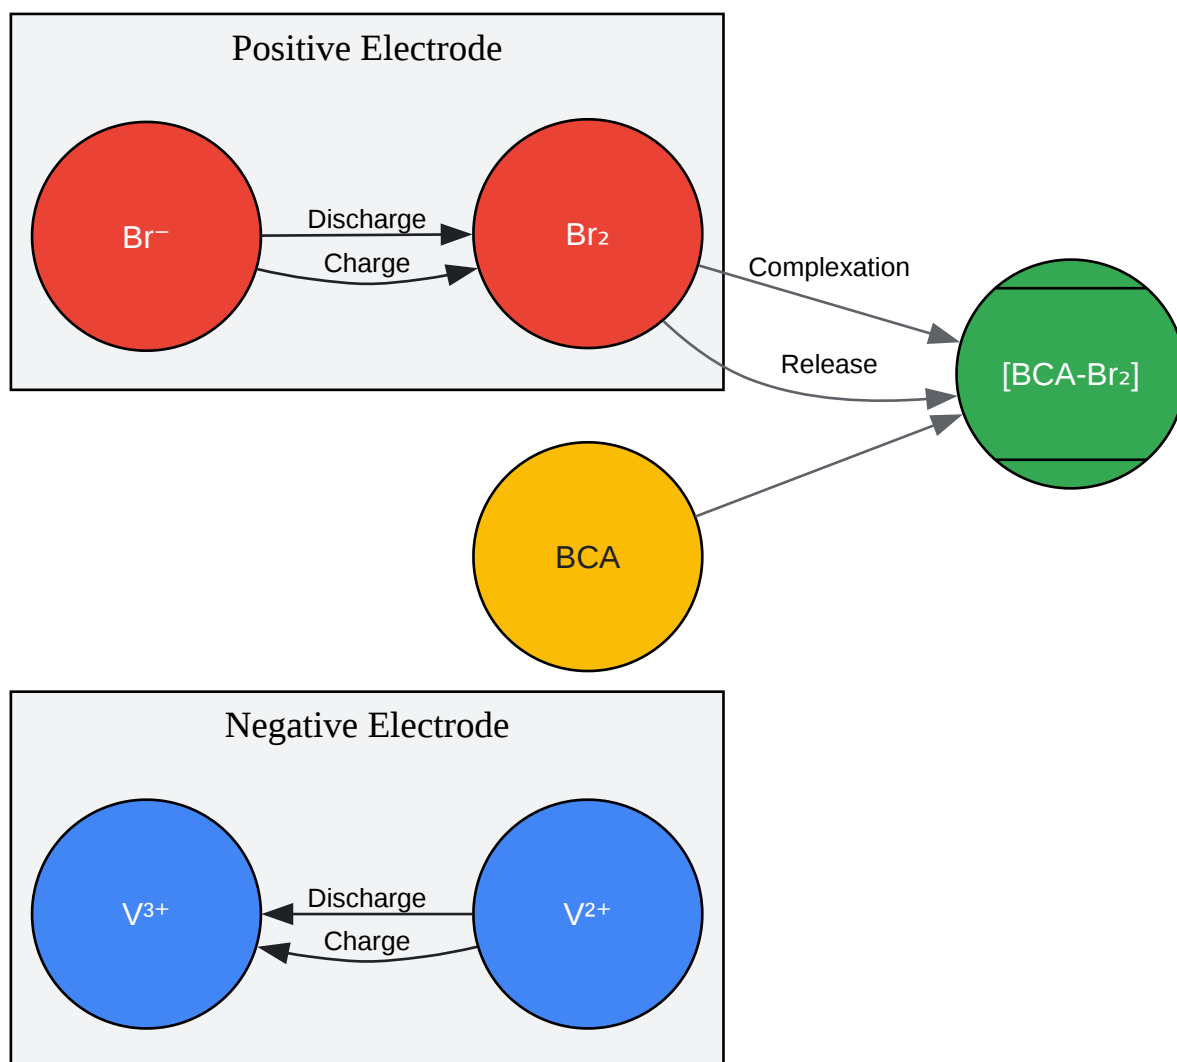 Positive Electrode
Br⁻
Discharge
Charge
Br₂
Complexation
Release
[BCA-Br₂]
BCA
Negative Electrode
V³⁺
Discharge
Charge
V²⁺